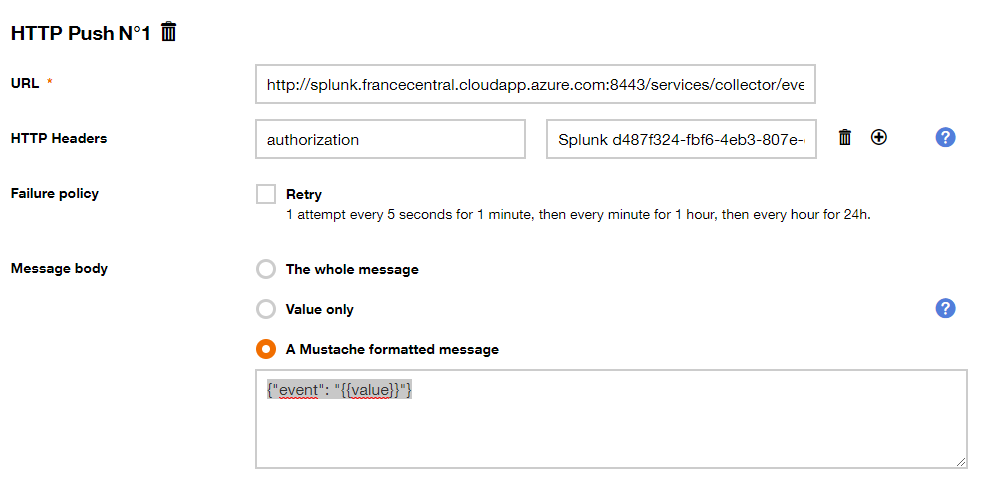 HTTP Push N°1
URL *
http://splunk.francecentral.cloudapp.azure.com:8443/services/collector/eve
HTTP Headers
authorization
Splunk d487f324-fbf6-4eb3-807e-
?
Failure policy
Retry
1 attempt every 5 seconds for 1 minute, then every minute for 1 hour, then every hour for 24h.
Message body
The whole message
Value only
?
A Mustache formatted message
{"event": "{{value}}"}